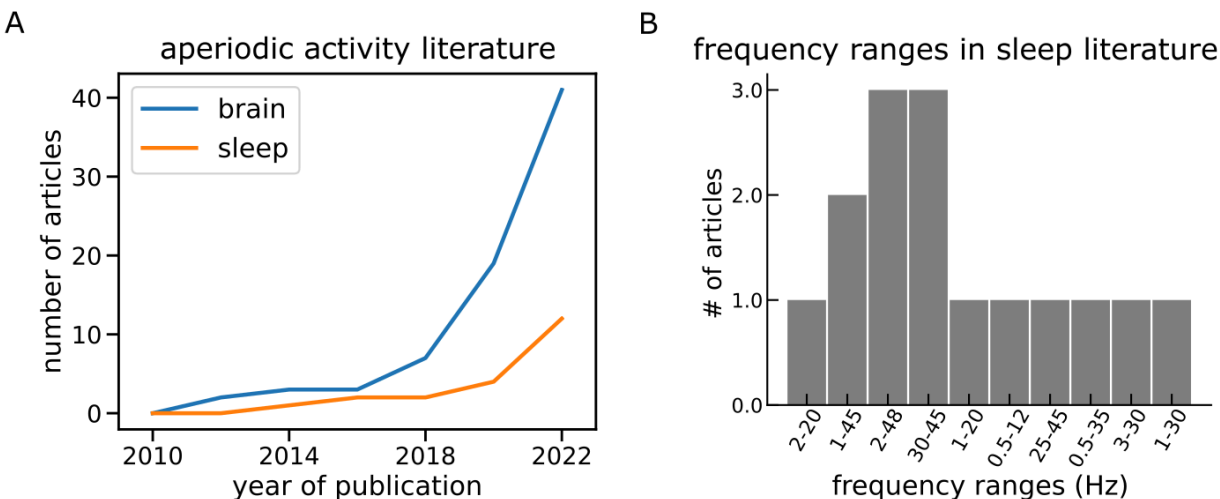 A
aperiodic activity literature
brain
sleep
number of articles
40
30
20
10
0
2010 2014 2018 2022
year of publication
B
frequency ranges in sleep literature
# of articles
3.0
2.0
1.0
0.0
2-20 1-45 2-48 30-45 1-20 0.5-12 25-45 0.5-35 3-30 1-30
frequency ranges (Hz)